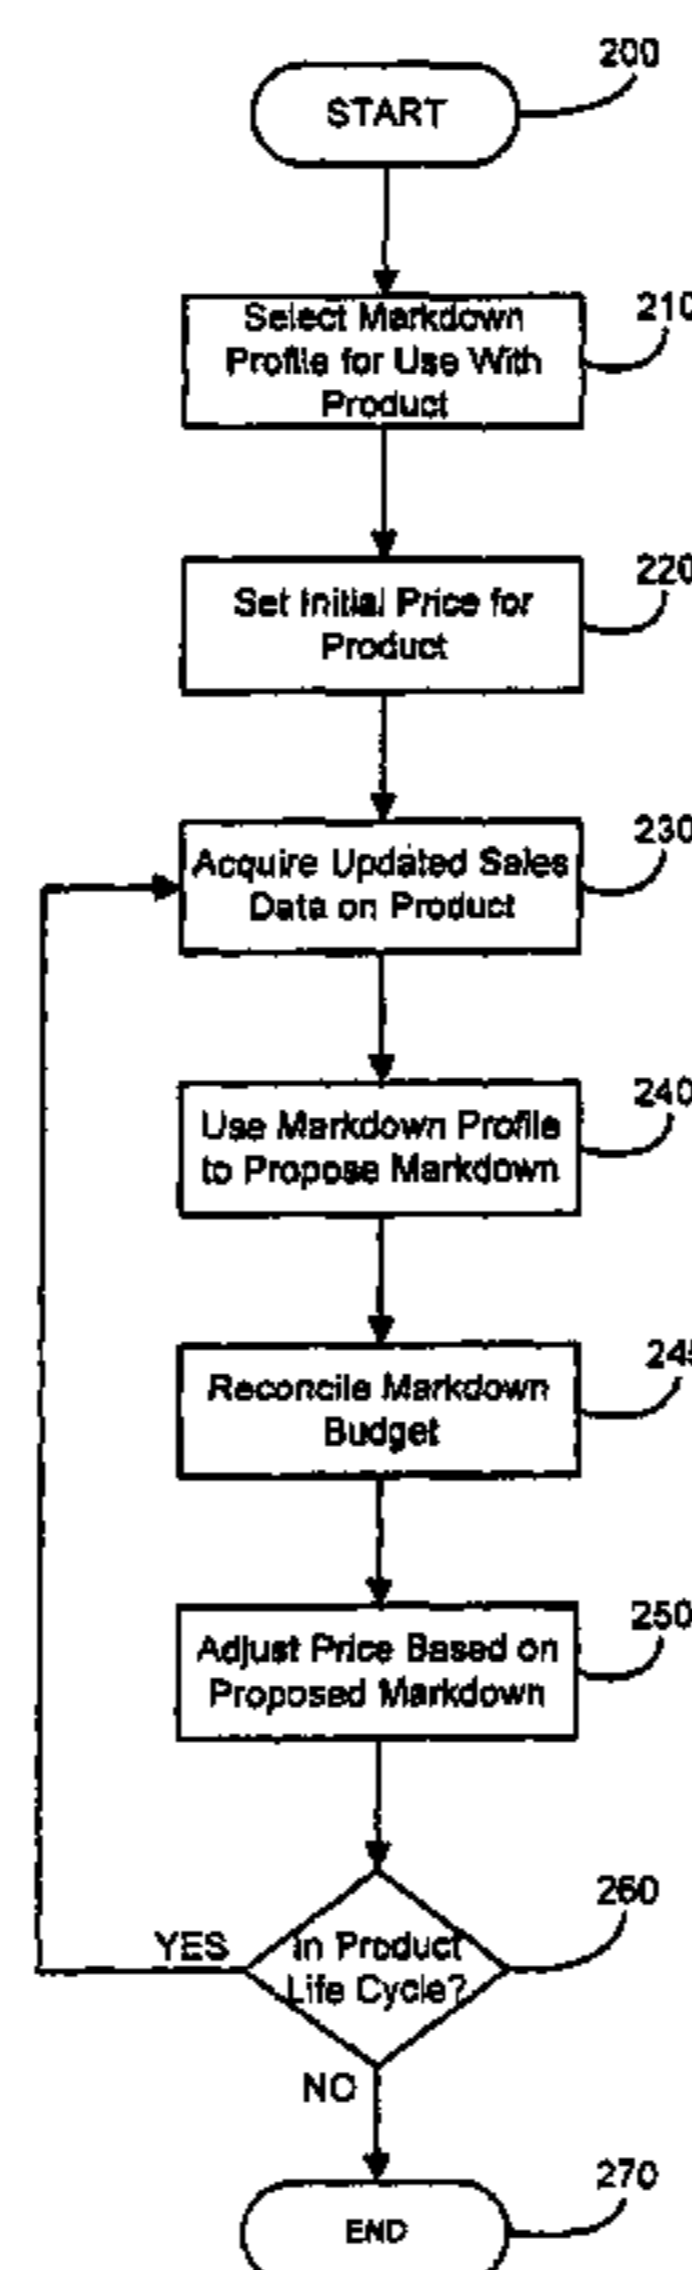 200
START
210
Select Markdown
Profile for Use With
Product
220
Set Initial Price for
Product
230
Acquire Updated Sales
Data on Product
240
Use Markdown Profile
to Propose Markdown
245
Reconcile Markdown
Budget
250
Adjust Price Based on
Proposed Markdown
260
YES
In Product
Life Cycle?
NO
270
END